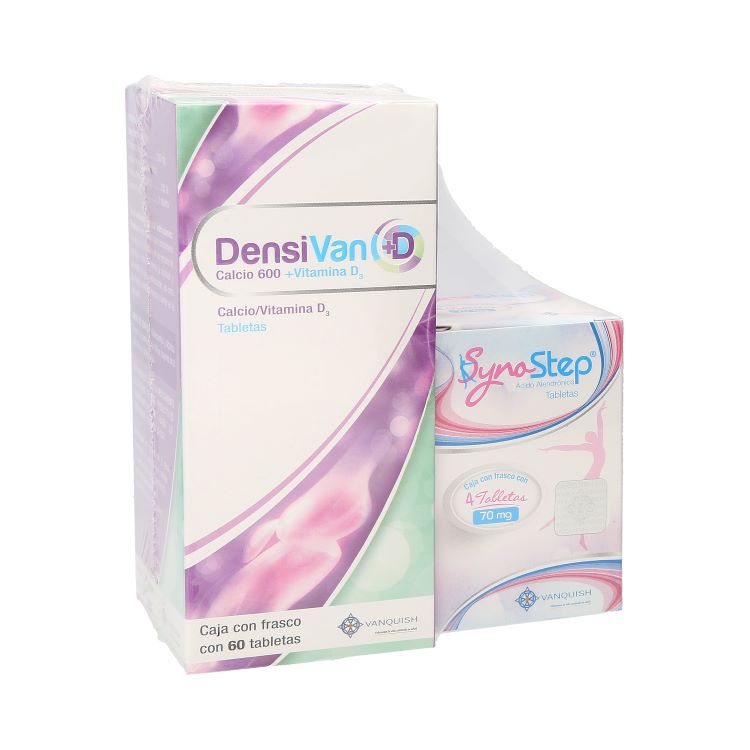 DensiVan +D
Calcio 600 +Vitamina D3
Calcio/Vitamina D3
Tabletas
Caja con frasco
con 60 tabletas
VANQUISH
SynoStep®
Ácido Alendrónico
Tabletas
Caja con frasco con
4 Tabletas
70 mg
VANQUISH